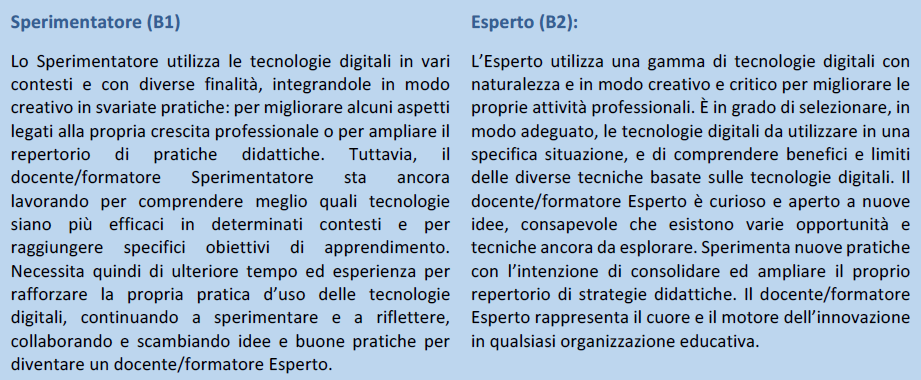 Sperimentatore (B1)
Lo Sperimentatore utilizza le tecnologie digitali in vari
contesti e con diverse finalità, integrandole in modo
creativo in svariate pratiche: per migliorare alcuni aspetti
legati alla propria crescita professionale o per ampliare il
repertorio di pratiche didattiche. Tuttavia, il
docente/formatore Sperimentatore sta ancora
lavorando per comprendere meglio quali tecnologie
siano più efficaci in determinati contesti e per
raggiungere specifici obiettivi di apprendimento.
Necessita quindi di ulteriore tempo ed esperienza per
rafforzare la propria pratica d’uso delle tecnologie
digitali, continuando a sperimentare e a riflettere,
collaborando e scambiando idee e buone pratiche per
diventare un docente/formatore Esperto.
Esperto (B2):
L’Esperto utilizza una gamma di tecnologie digitali con
naturalezza e in modo creativo e critico per migliorare le
proprie attività professionali. È in grado di selezionare, in
modo adeguato, le tecnologie digitali da utilizzare in una
specifica situazione, e di comprendere benefici e limiti
delle diverse tecniche basate sulle tecnologie digitali. Il
docente/formatore Esperto è curioso e aperto a nuove
idee, consapevole che esistono varie opportunità e
tecniche ancora da esplorare. Sperimenta nuove pratiche
con l’intenzione di consolidare ed ampliare il proprio
repertorio di strategie didattiche. Il docente/formatore
Esperto rappresenta il cuore e il motore dell’innovazione
in qualsiasi organizzazione educativa.